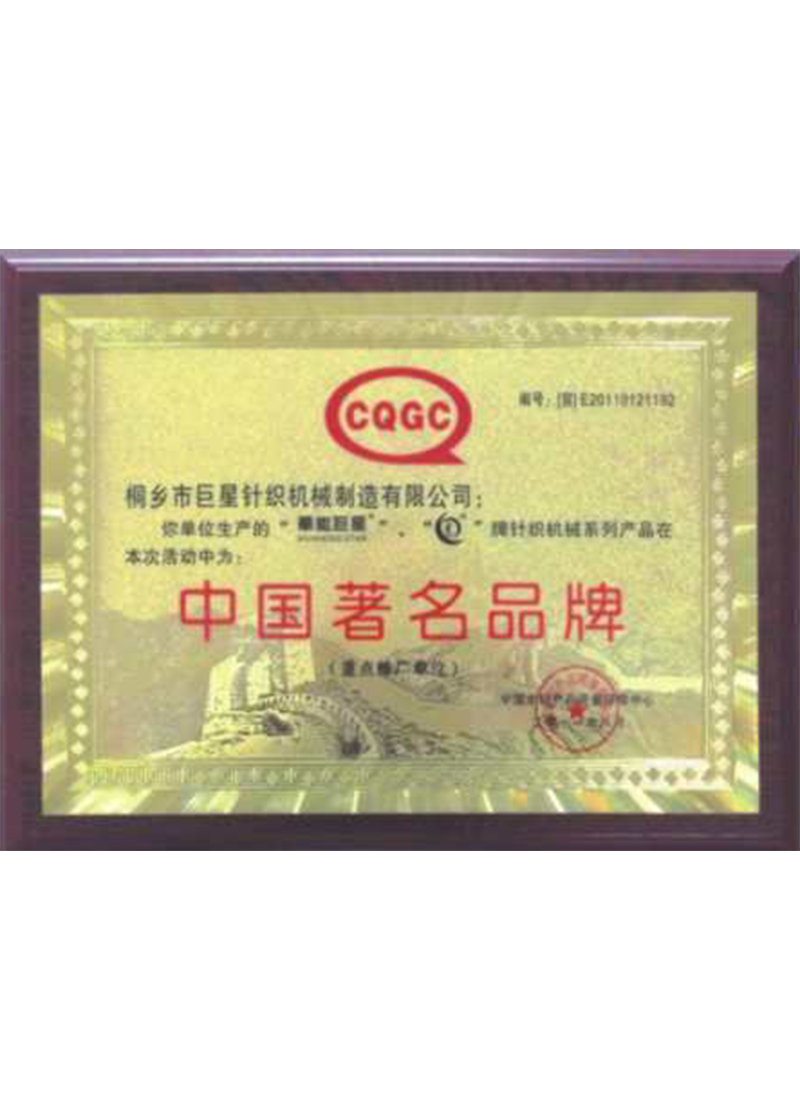 CQGC
编号：[质]E20110121192
桐乡市巨星针织机械制造有限公司：
你单位生产的“華能巨星”、“ ”牌针织机械系列产品在
本次活动中为：
中国著名品牌
（重点推广单位）